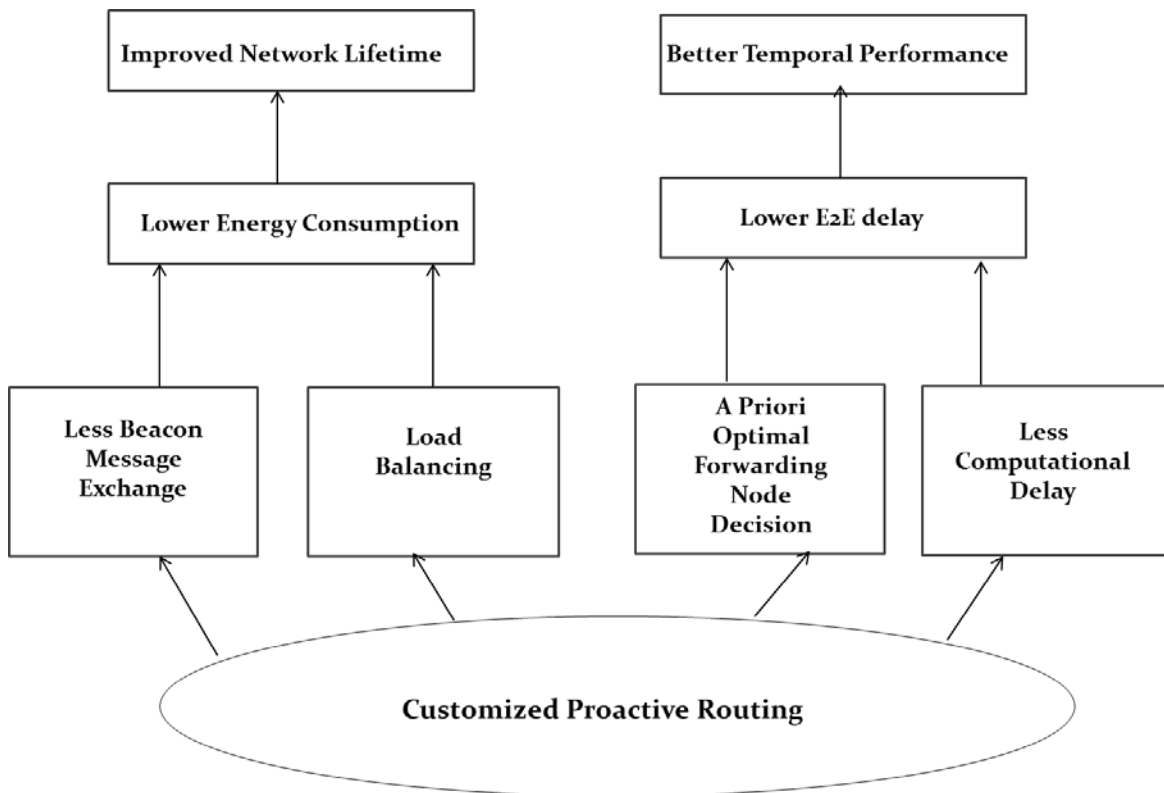 Improved Network Lifetime
Better Temporal Performance
Lower Energy Consumption
Lower E2E delay
Less Beacon
Message
Exchange
Load
Balancing
A Priori
Optimal
Forwarding
Node
Decision
Less
Computational
Delay
Customized Proactive Routing